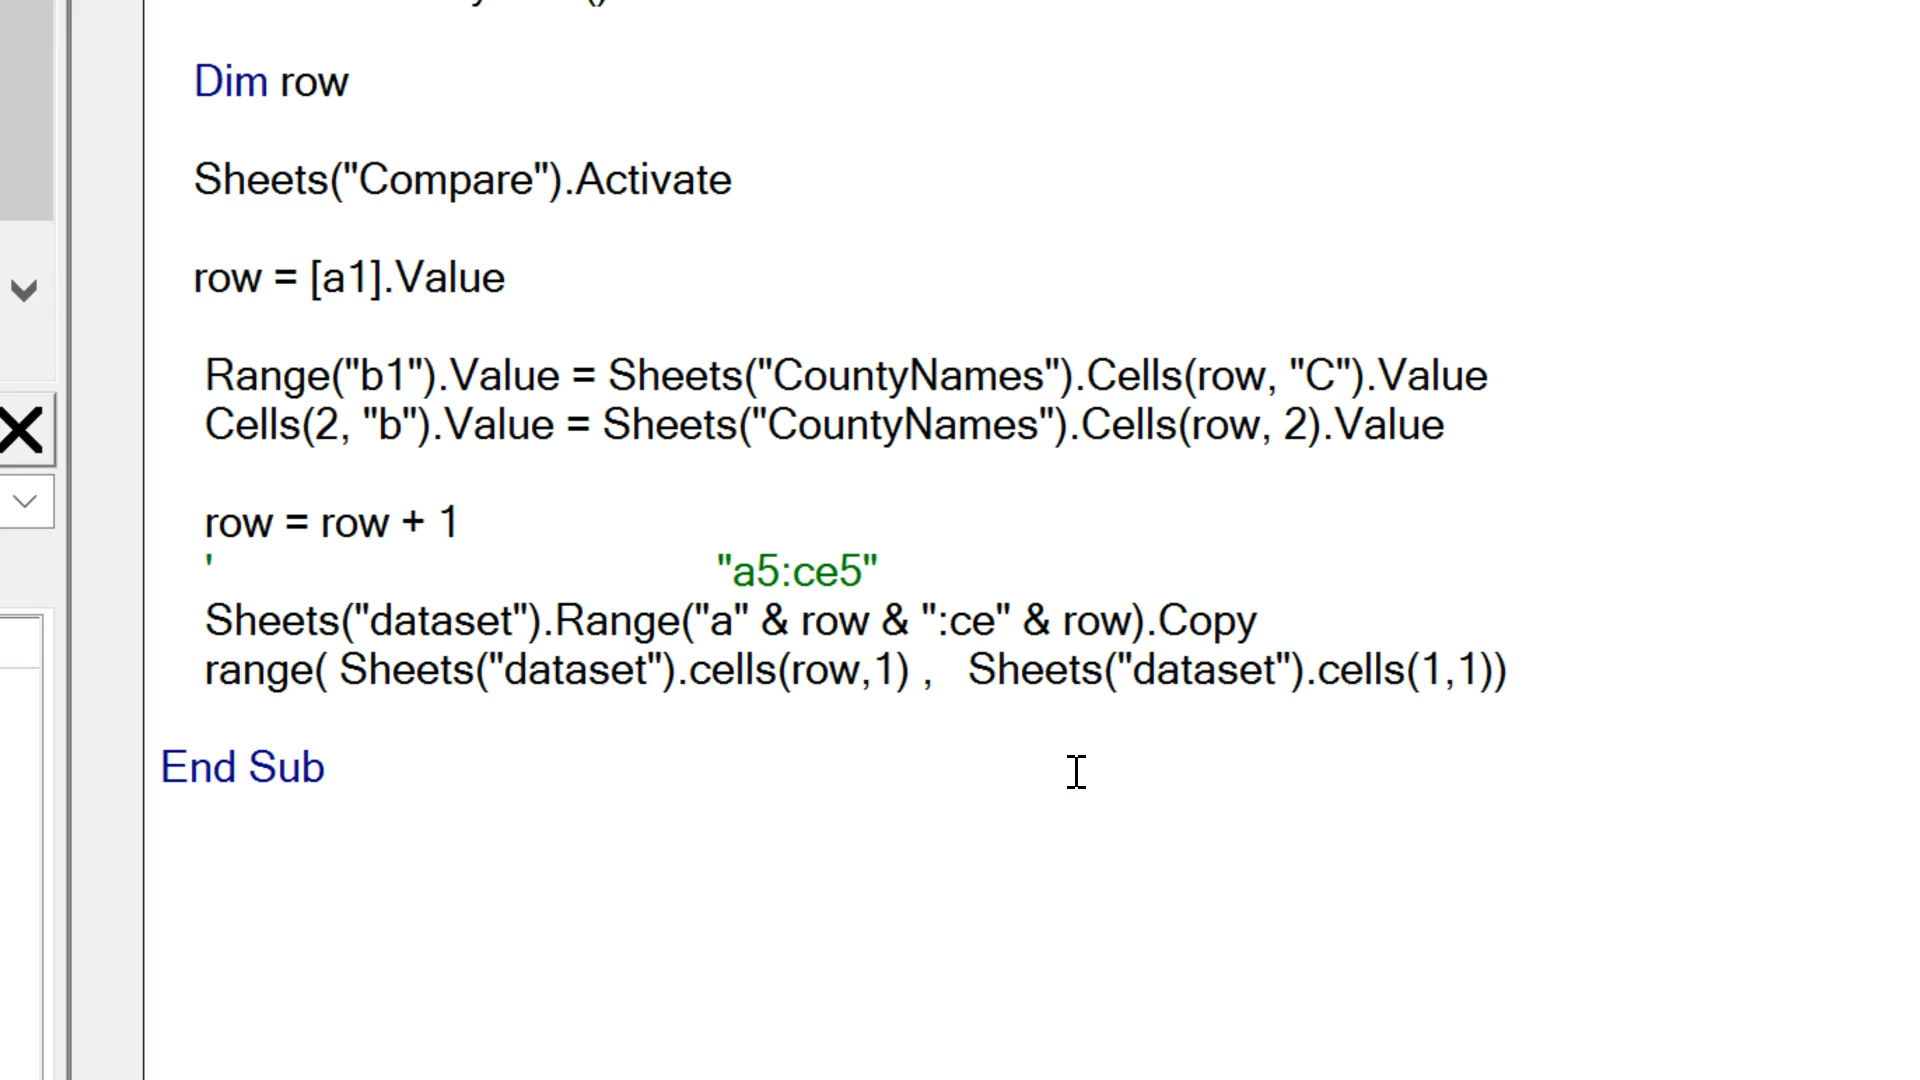 Dim row
Sheets("Compare").Activate
row = [a1].Value
Range("b1").Value = Sheets("CountyNames").Cells(row, "C").Value
Cells(2, "b").Value = Sheets("CountyNames").Cells(row, 2).Value
row = row + 1
' "a5:ce5"
Sheets("dataset").Range("a" & row & ":ce" & row).Copy
range( Sheets("dataset").cells(row,1) , Sheets("dataset").cells(1,1))
End Sub